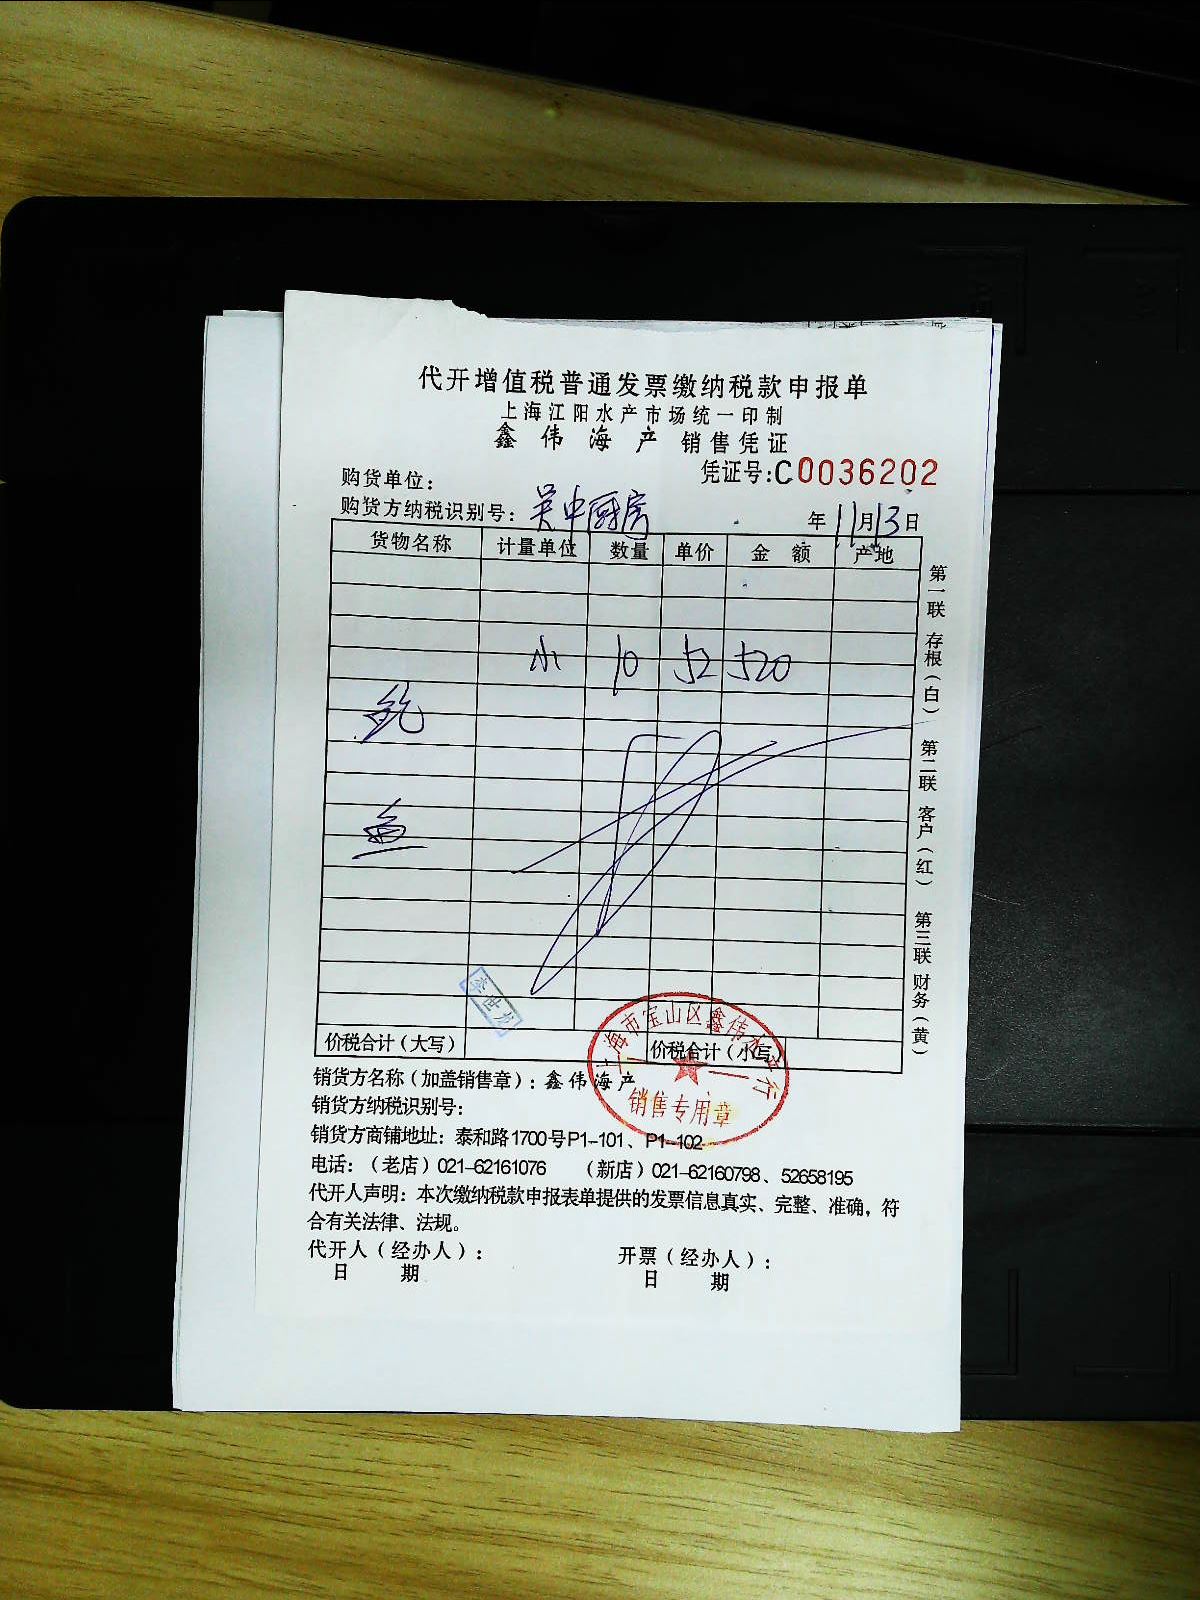 代开增值税普通发票缴纳税款申报单
上海江阳水产市场统一印制
鑫伟海产 销售凭证
凭证号:C0036202
购货单位:
购货方纳税识别号: 吴中厨房
年11月13日
货物名称 计量单位 数量 单价 金额 产地
小 10 52 520
鲍
鱼
李世龙
价税合计(大写) 价税合计(小写)
上海市宝山区鑫伟水产行
销售专用章
销货方名称(加盖销售章): 鑫伟海产
销货方纳税识别号:
销货方商铺地址: 泰和路1700号P1-101、P1-102
电话:(老店)021-62161076 (新店)021-62160798、52658195
代开人声明: 本次缴纳税款申报表单提供的发票信息真实、完整、准确,符
合有关法律、法规。
代开人(经办人): 开票(经办人):
日 期 日 期
第一联 存根(白) 第二联 客户(红) 第三联 财务(黄)